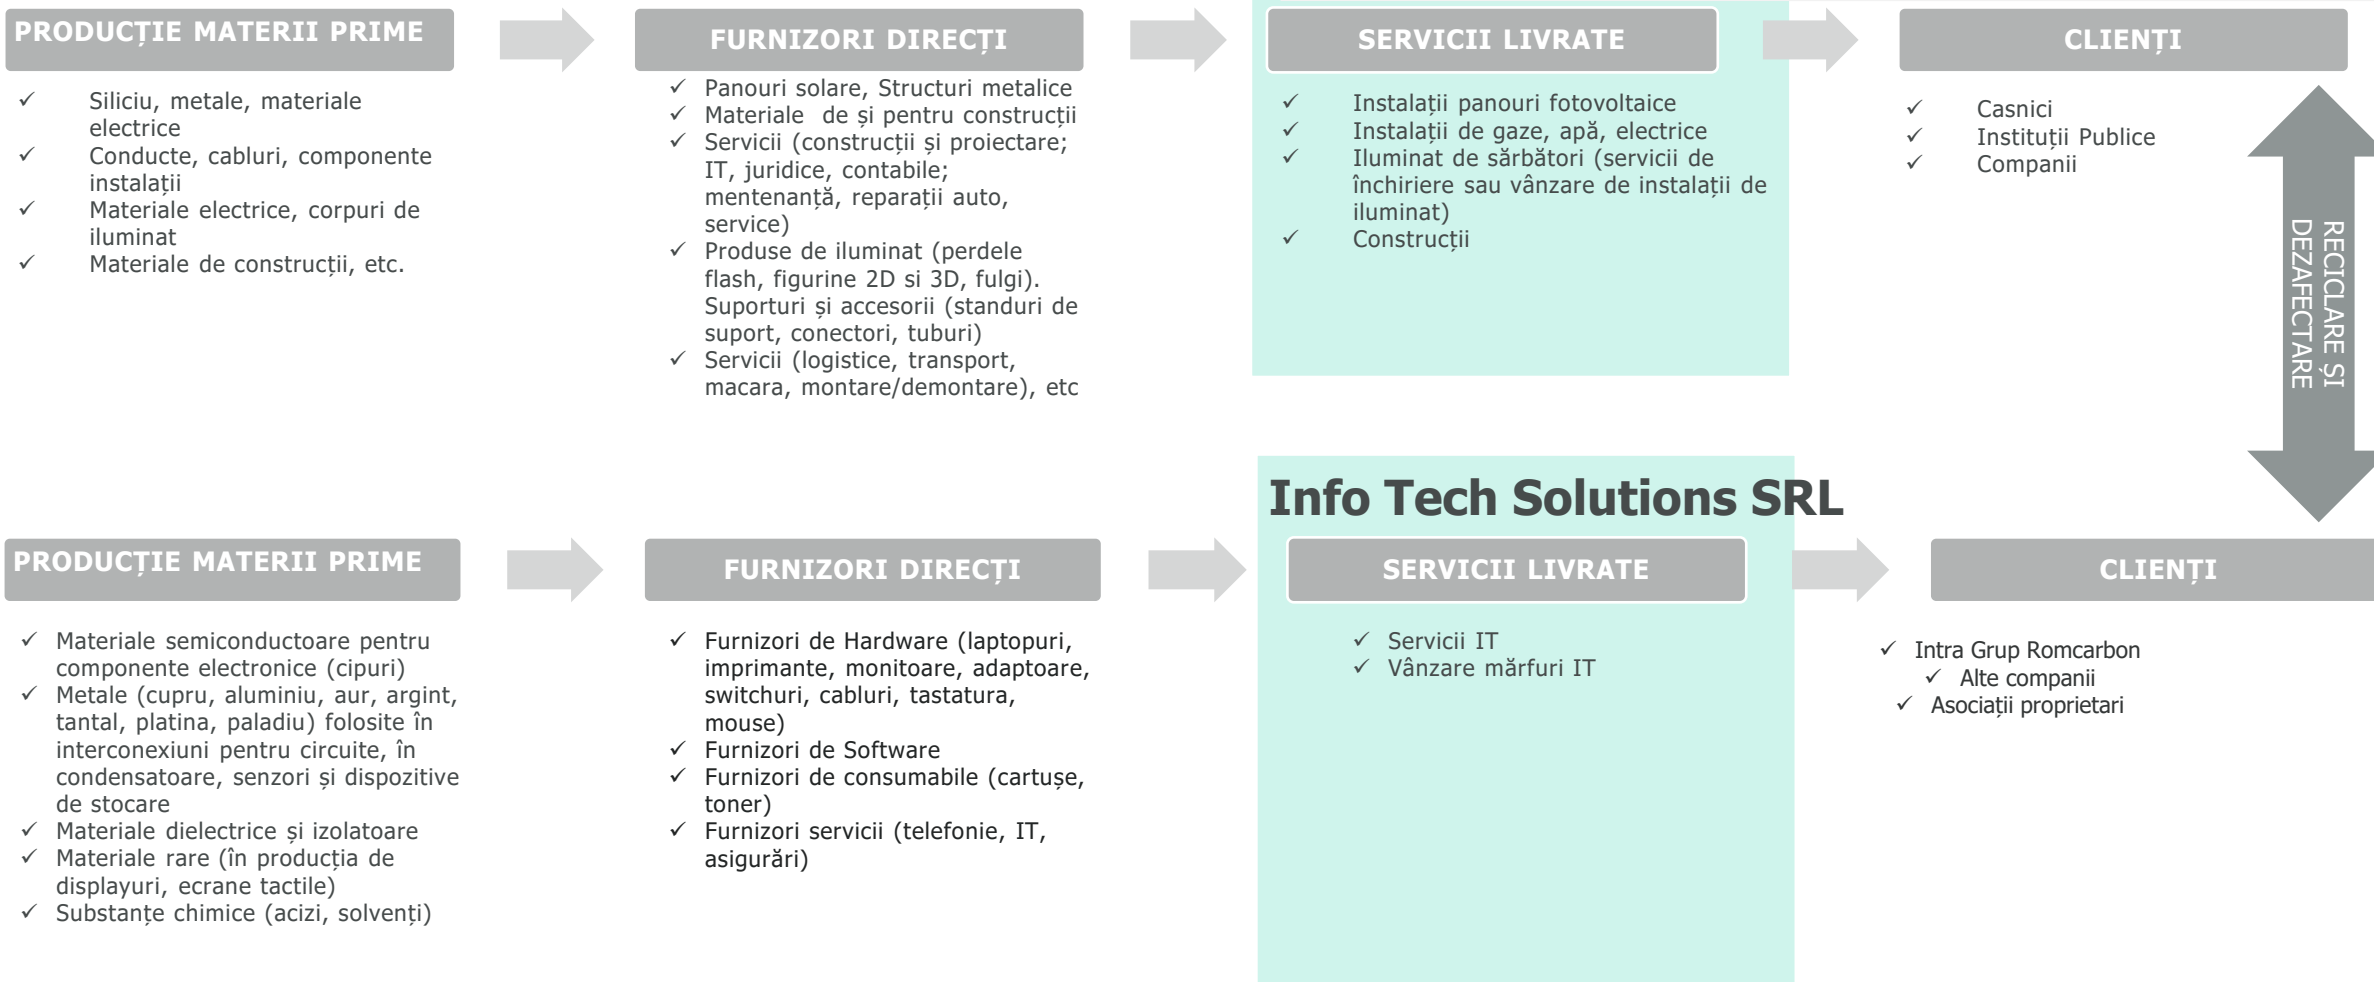 PRODUCȚIE MATERII PRIME
Siliciu, metale, materiale
electrice
Conducte, cabluri, componente
instalații
Materiale electrice, corpuri de
iluminat
Materiale de construcții, etc.
FURNIZORI DIRECȚI
Panouri solare, Structuri metalice
Materiale de și pentru construcții
Servicii (construcții și proiectare;
IT, juridice, contabile;
mentenanță, reparații auto,
service)
Produse de iluminat (perdele
flash, figurine 2D si 3D, fulgi).
Suporturi și accesorii (standuri de
suport, conectori, tuburi)
Servicii (logistice, transport,
macara, montare/demontare), etc
SERVICII LIVRATE
Instalații panouri fotovoltaice
Instalații de gaze, apă, electrice
Iluminat de sărbători (servicii de
închiriere sau vânzare de instalații de
iluminat)
Construcții
CLIENȚI
Casnici
Instituții Publice
Companii
RECICLARE ȘI
DEZAFECTARE
Info Tech Solutions SRL
PRODUCȚIE MATERII PRIME
Materiale semiconductoare pentru
componente electronice (cipuri)
Metale (cupru, aluminiu, aur, argint,
tantal, platina, paladiu) folosite în
interconexiuni pentru circuite, în
condensatoare, senzori și dispozitive
de stocare
Materiale dielectrice și izolatoare
Materiale rare (în producția de
displayuri, ecrane tactile)
Substanțe chimice (acizi, solvenți)
FURNIZORI DIRECȚI
Furnizori de Hardware (laptopuri,
imprimante, monitoare, adaptoare,
switchuri, cabluri, tastatura,
mouse)
Furnizori de Software
Furnizori de consumabile (cartușe,
toner)
Furnizori servicii (telefonie, IT,
asigurări)
SERVICII LIVRATE
Servicii IT
Vânzare mărfuri IT
CLIENȚI
Intra Grup Romcarbon
Alte companii
Asociații proprietari